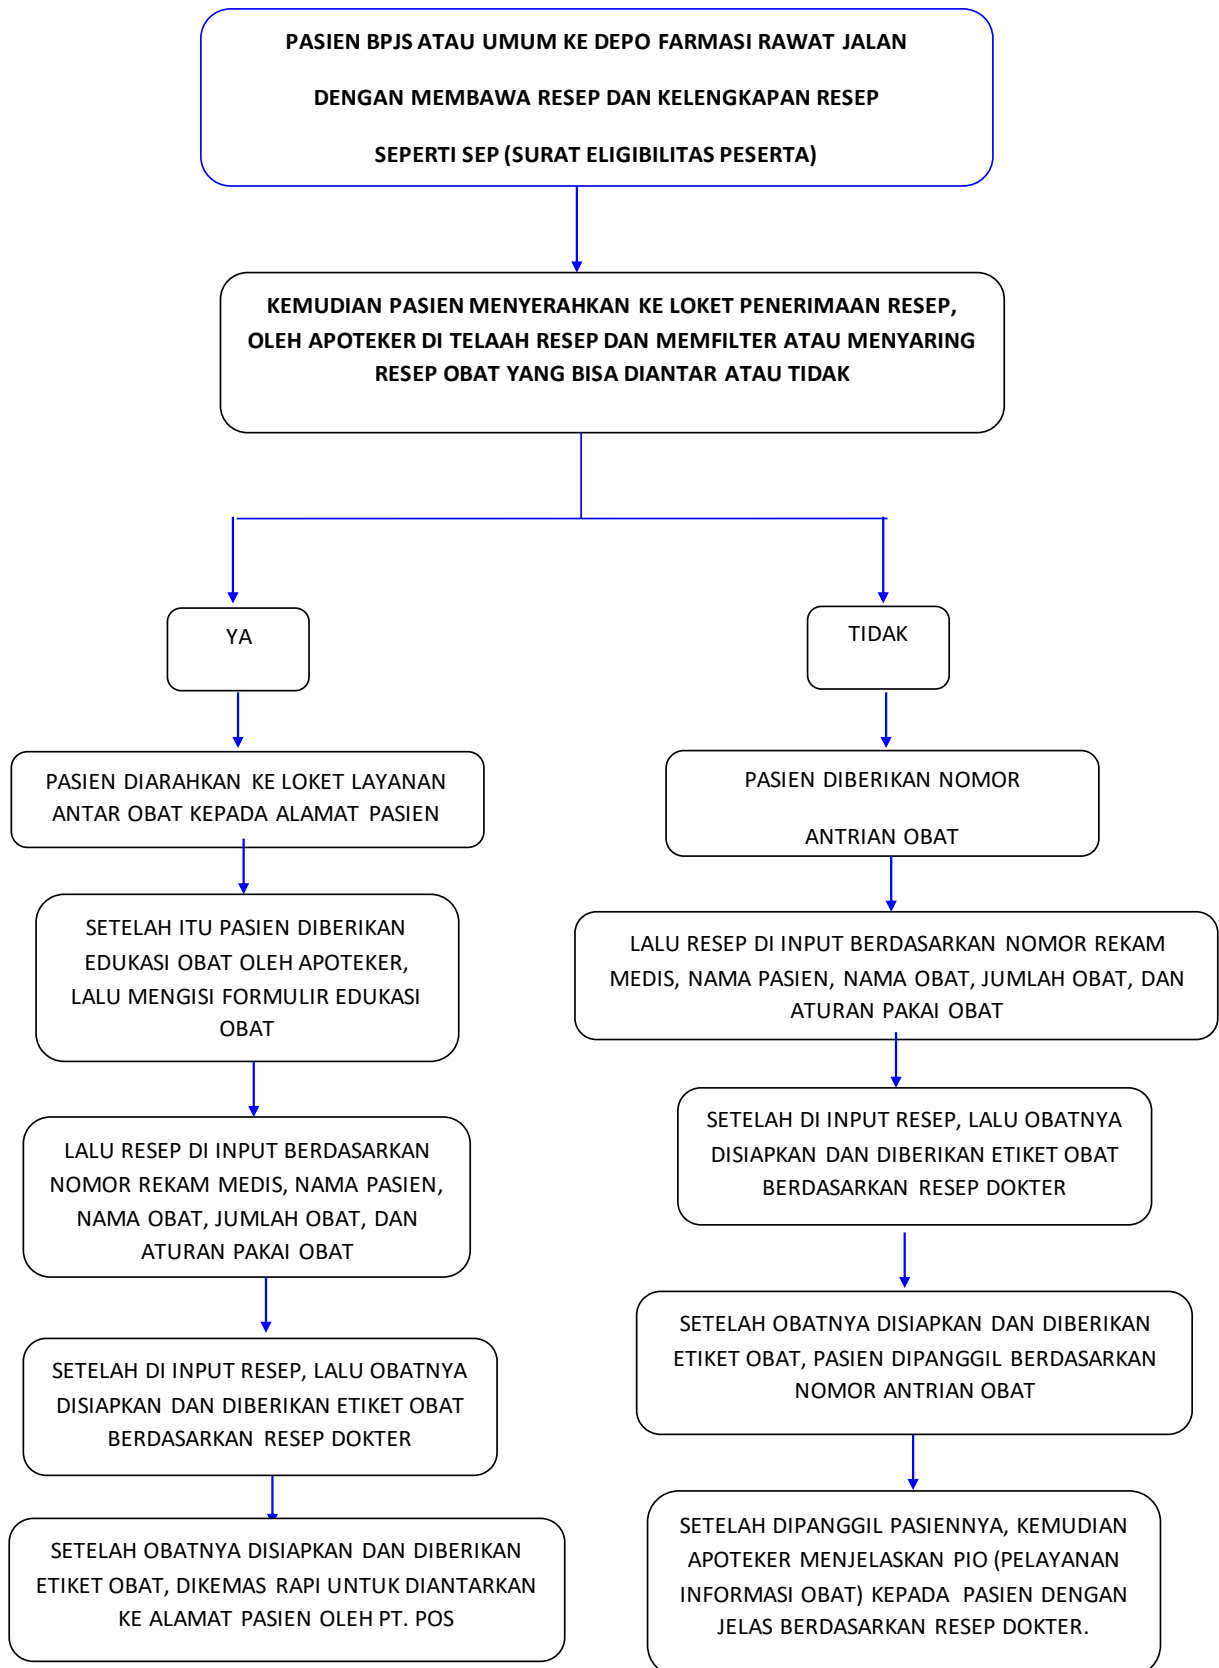 PASIEN BPJS ATAU UMUM KE DEPO FARMASI RAWAT JALAN
DENGAN MEMBAWA RESEP DAN KELENGKAPAN RESEP
SEPERTI SEP (SURAT ELIGIBILITAS PESERTA)
KEMUDIAN PASIEN MENYERAHKAN KE LOKET PENERIMAAN RESEP,
OLEH APOTEKER DI TELAAH RESEP DAN MEMFILTER ATAU MENYARING
RESEP OBAT YANG BISA DIANTAR ATAU TIDAK
YA
PASIEN DIARAHKAN KE LOKET LAYANAN
ANTAR OBAT KEPADA ALAMAT PASIEN
SETELAH ITU PASIEN DIBERIKAN
EDUKASI OBAT OLEH APOTEKER,
LALU MENGISI FORMULIR EDUKASI
OBAT
LALU RESEP DI INPUT BERDASARKAN
NOMOR REKAM MEDIS, NAMA PASIEN,
NAMA OBAT, JUMLAH OBAT, DAN
ATURAN PAKAI OBAT
SETELAH DI INPUT RESEP, LALU OBATNYA
DISIAPKAN DAN DIBERIKAN ETIKET OBAT
BERDASARKAN RESEP DOKTER
SETELAH OBATNYA DISIAPKAN DAN DIBERIKAN
ETIKET OBAT, DIKEMAS RAPI UNTUK DIANTARKAN
KE ALAMAT PASIEN OLEH PT. POS
TIDAK
PASIEN DIBERIKAN NOMOR
ANTRIAN OBAT
LALU RESEP DI INPUT BERDASARKAN NOMOR REKAM
MEDIS, NAMA PASIEN, NAMA OBAT, JUMLAH OBAT, DAN
ATURAN PAKAI OBAT
SETELAH DI INPUT RESEP, LALU OBATNYA
DISIAPKAN DAN DIBERIKAN ETIKET OBAT
BERDASARKAN RESEP DOKTER
SETELAH OBATNYA DISIAPKAN DAN DIBERIKAN
ETIKET OBAT, PASIEN DIPANGGIL BERDASARKAN
NOMOR ANTRIAN OBAT
SETELAH DIPANGGIL PASIENNYA, KEMUDIAN
APOTEKER MENJELASKAN PIO (PELAYANAN
INFORMASI OBAT) KEPADA PASIEN DENGAN
JELAS BERDASARKAN RESEP DOKTER.